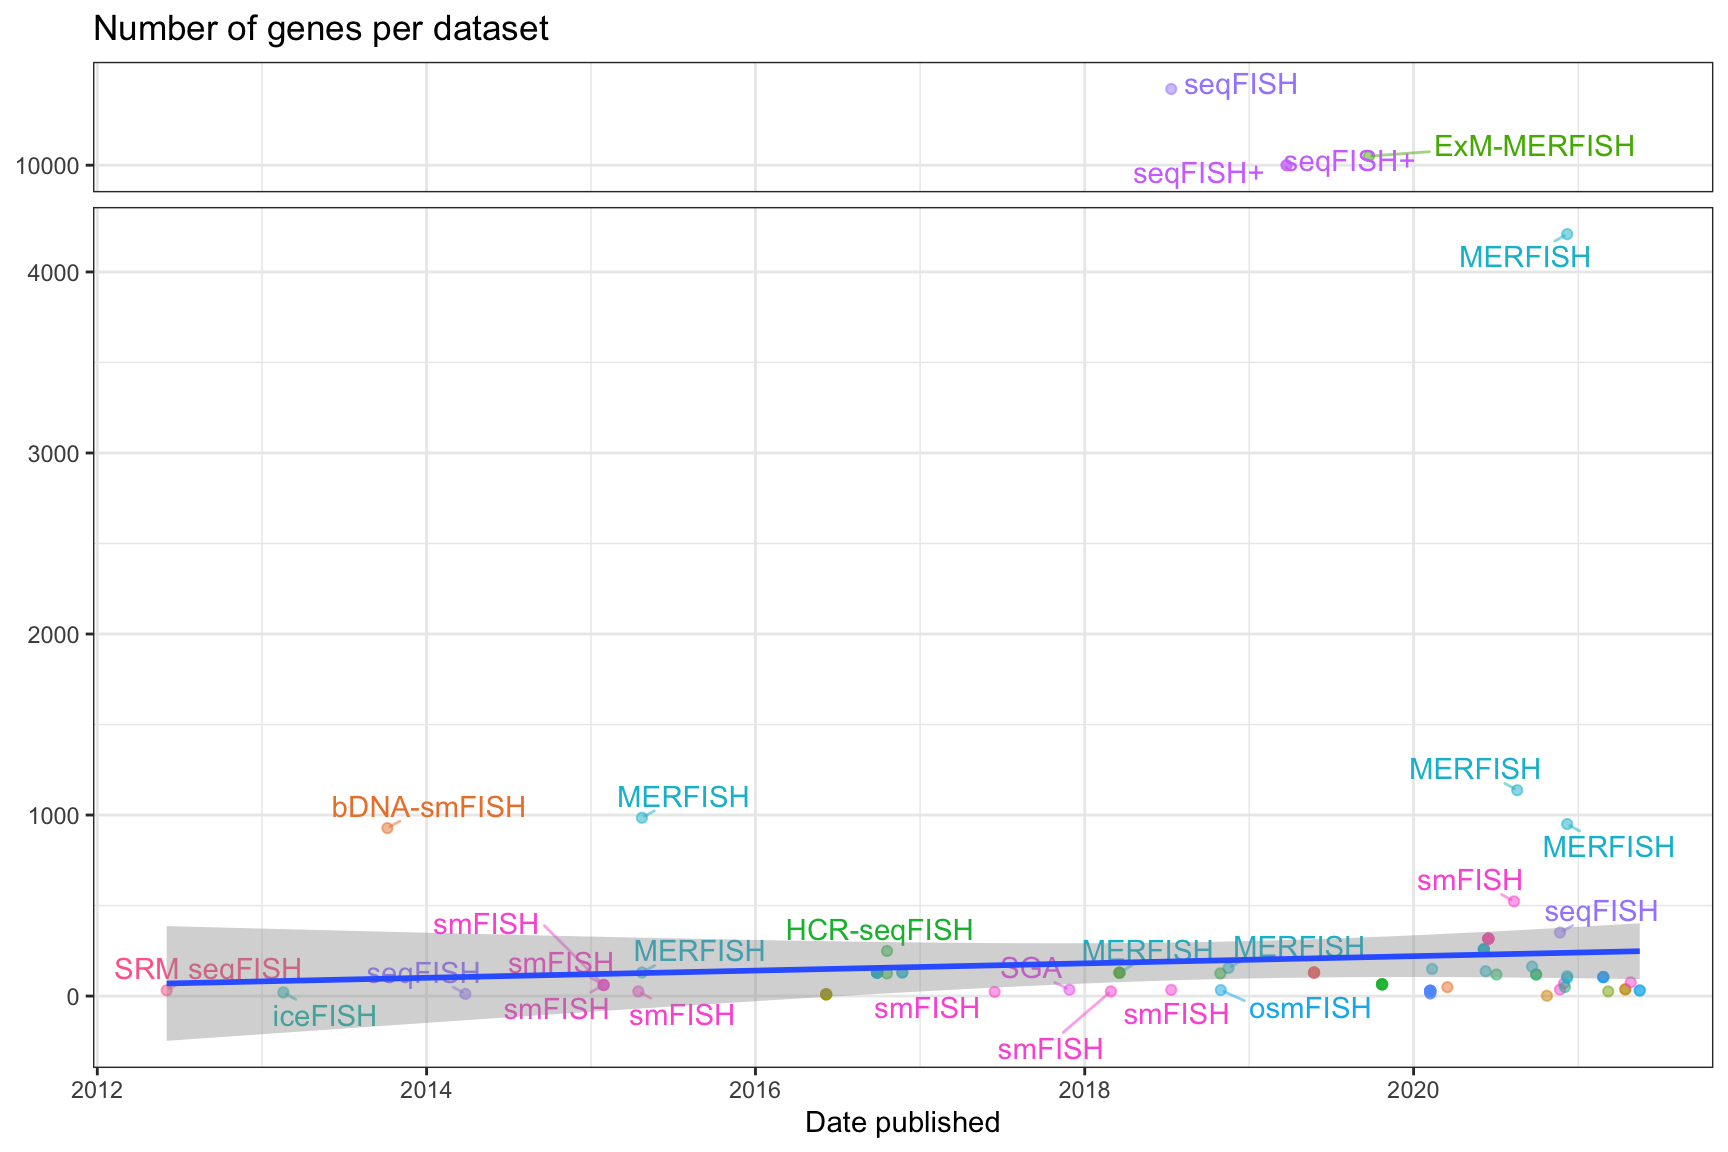 Number of genes per dataset
seqFISH
ExM-MERFISH
seqFISH+
seqFISH+
10000
MERFISH
4000
3000
2000
MERFISH
MERFISH
bDNA-smFISH
1000
MERFISH
smFISH
seqFISH
smFISH
HCR-seqFISH
MERFISH
MERFISH
MERFISH
smFISH
SRM seqFISH
seqFISH
SGA
0
smFISH
smFISH
osmFISH
iceFISH
smFISH
smFISH
smFISH
2012
2014
2016
2018
2020
Date published